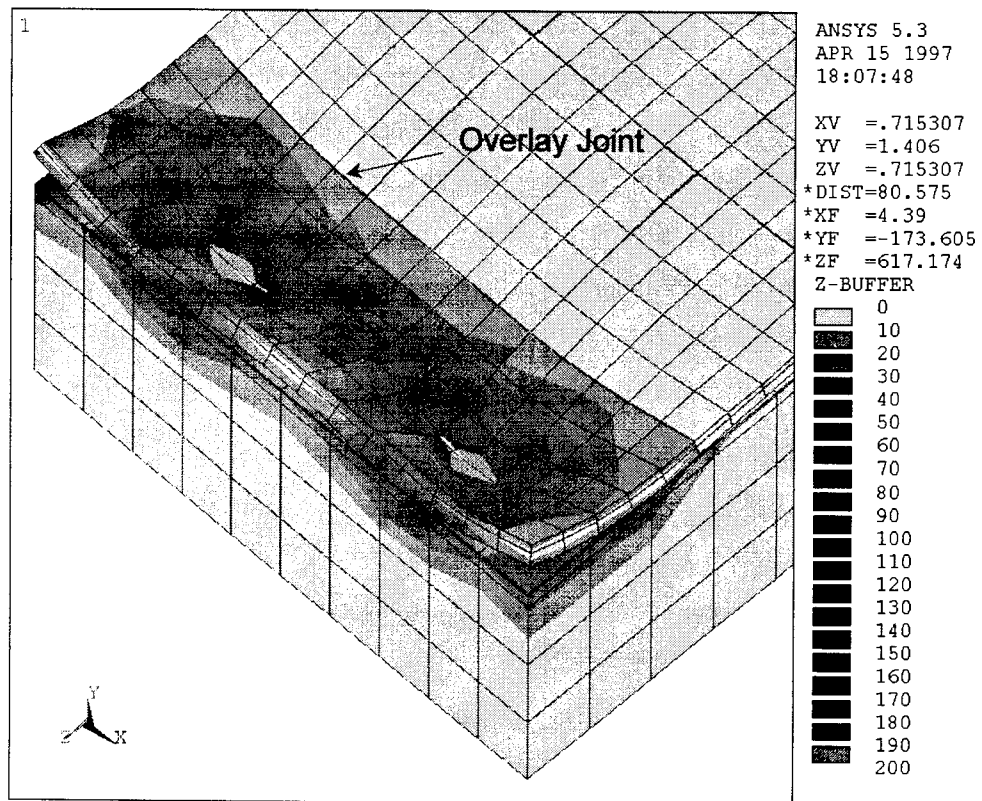 1
Overlay Joint
Y
Z
X
ANSYS 5.3
APR 15 1997
18:07:48
XV =.715307
YV =1.406
ZV =.715307
*DIST=80.575
*XF =4.39
*YF =-173.605
*ZF =617.174
Z-BUFFER
0
10
20
30
40
50
60
70
80
90
100
110
120
130
140
150
160
170
180
190
200